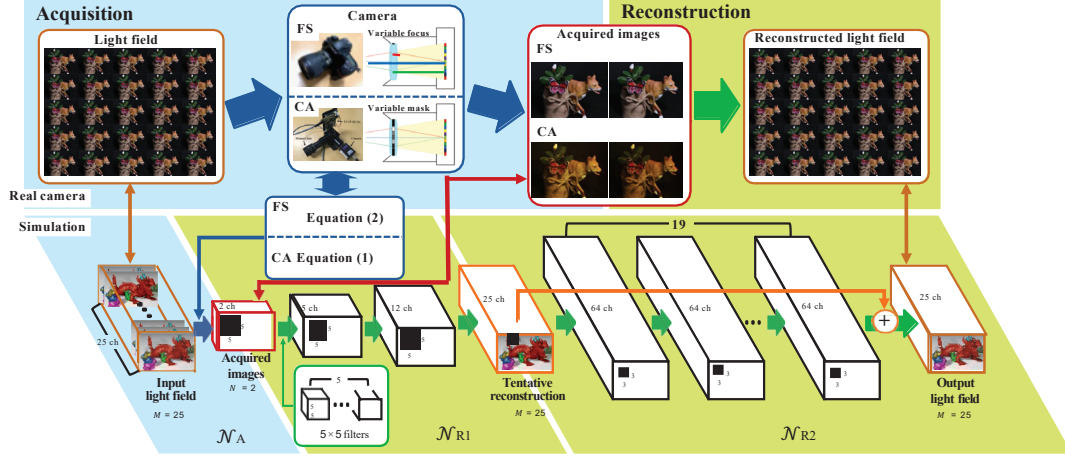 Acquisition
Reconstruction
Light field
Camera
FS
Variable focus
CA
Variable mask
Acquired images
FS
CA
Reconstructed light field
Real camera
Simulation
FS
Equation (2)
CA Equation (1)
19
25 ch
2 ch
5
5
5 ch
5
5
12 ch
5
5
25 ch
64 ch
3
3
64 ch
3
3
64 ch
3
3
+
25 ch
Input
light field
M = 25
Acquired
images
N = 2
5
5
5
5×5 filters
Tentative
reconstruction
M = 25
Output
light field
M = 25
𝒩A
𝒩R1
𝒩R2